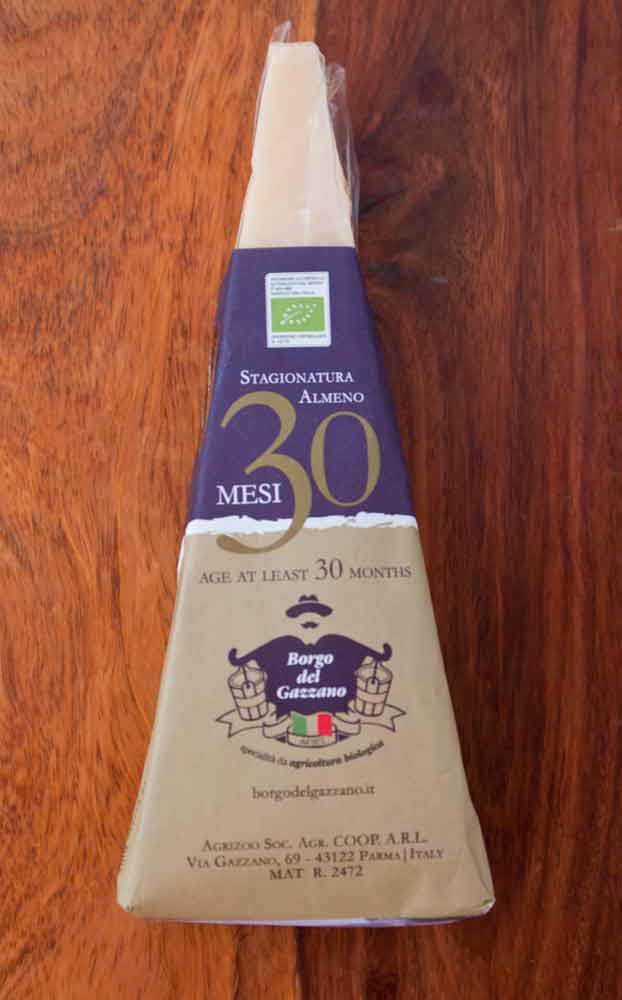 STAGIONATURA
ALMENO
30
MESI
AGE AT LEAST 30 MONTHS
Borgo
del
Gazzano
specialità da agricoltura biologica
borgodelgazzano.it
AGRIZOO SOC. AGR. COOP. A.R.L.
VIA GAZZANO, 69 - 43122 PARMA | ITALY
MAT R. 2472